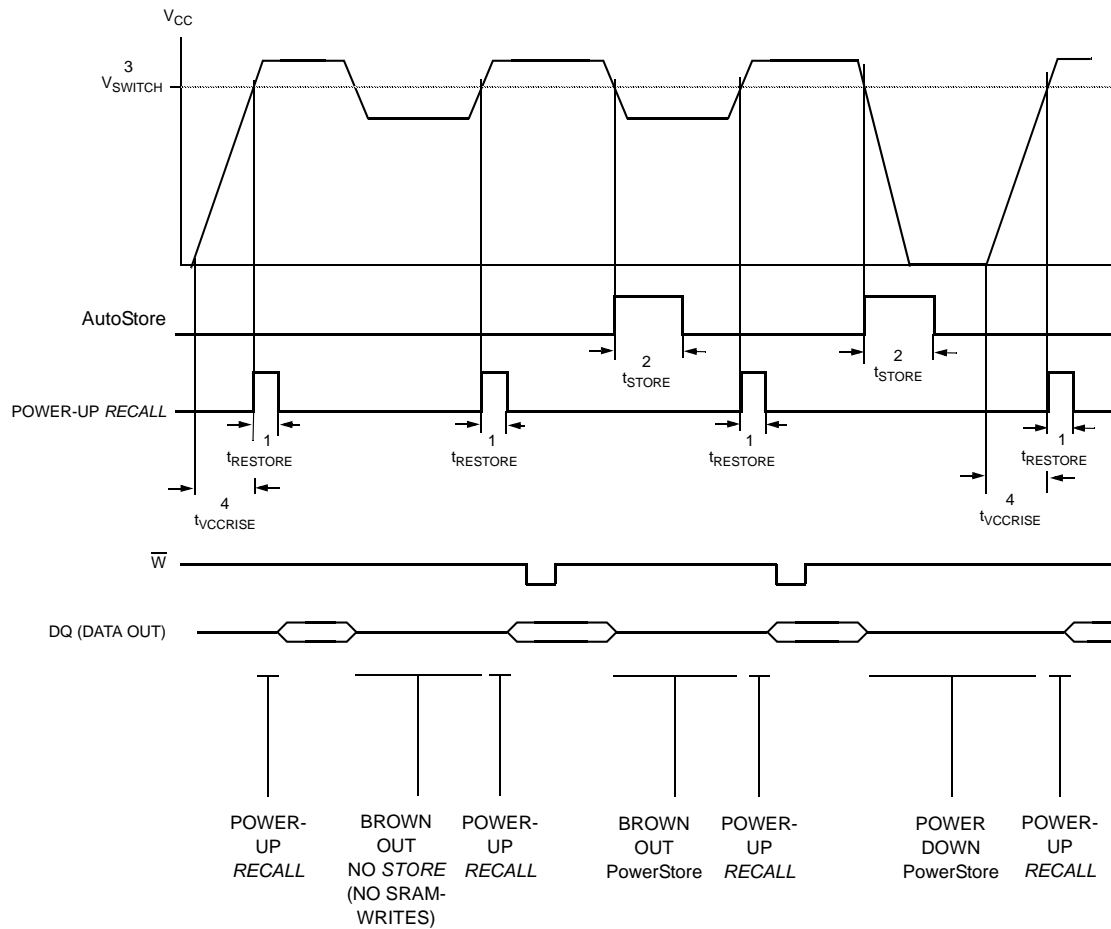 VCC
3
VSWITCH
AutoStore
2
tSTORE
2
tSTORE
POWER-UP RECALL
1
tRESTORE
1
tRESTORE
1
tRESTORE
1
tRESTORE
4
tVCCRISE
4
tVCCRISE
W̅
DQ (DATA OUT)
POWER-
UP
RECALL
BROWN
OUT
NO STORE
(NO SRAM-
WRITES)
POWER-
UP
RECALL
BROWN
OUT
PowerStore
POWER-
UP
RECALL
POWER
DOWN
PowerStore
POWER-
UP
RECALL